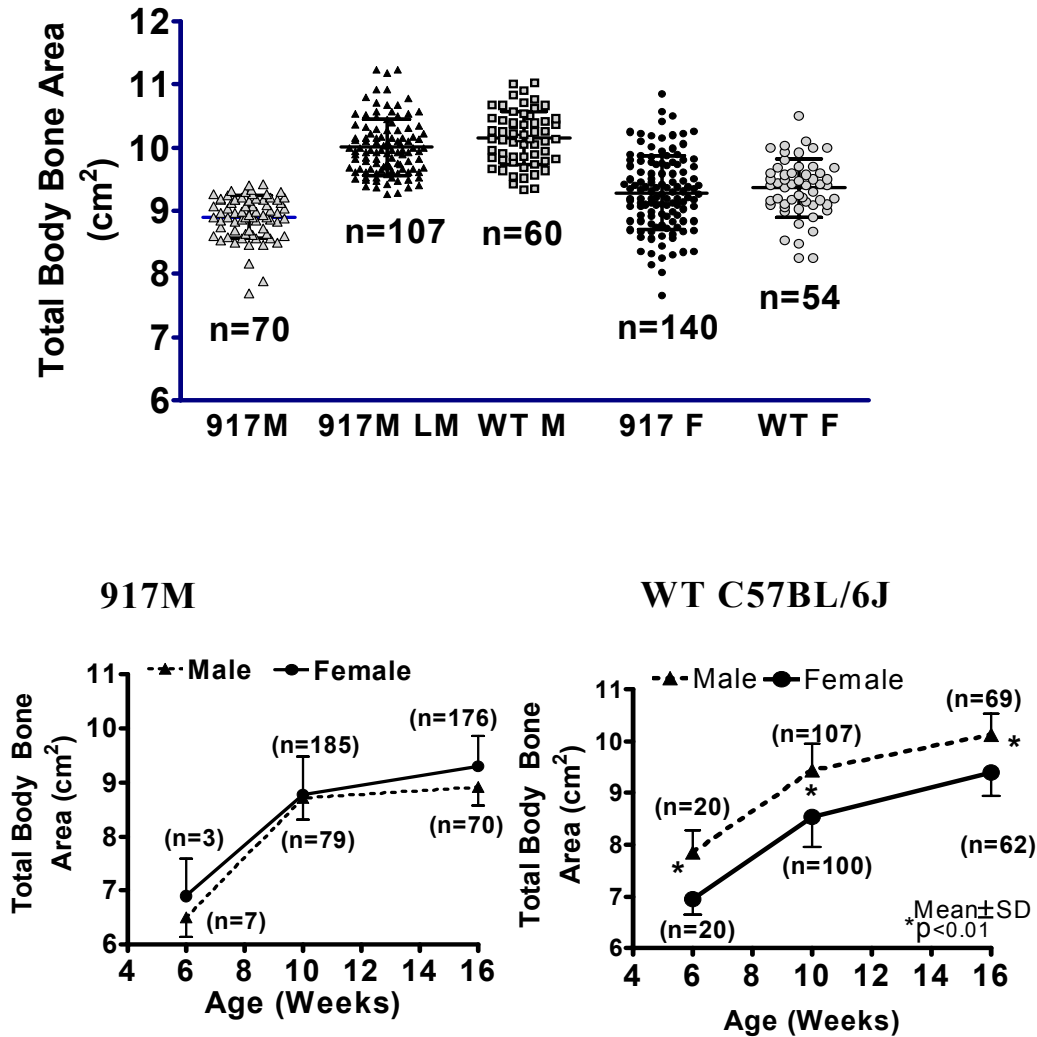 Total Body Bone Area
(cm²)
12
11
10
9
8
7
6
n=70
n=107
n=60
n=140
n=54
917M 917M LM WT M 917 F WT F
917M
Male Female
Total Body Bone
Area (cm²)
11
10
9
8
7
6
(n=3)
(n=7)
(n=185)
(n=79)
(n=176)
(n=70)
4 6 8 10 12 14 16
Age (Weeks)
WT C57BL/6J
Male Female
Total Body Bone
Area (cm²)
11
10
9
8
7
6
(n=20)
*
(n=20)
(n=107)
*
(n=100)
(n=69)
*
(n=62)
Mean±SD
*p<0.01
4 6 8 10 12 14 16
Age (Weeks)